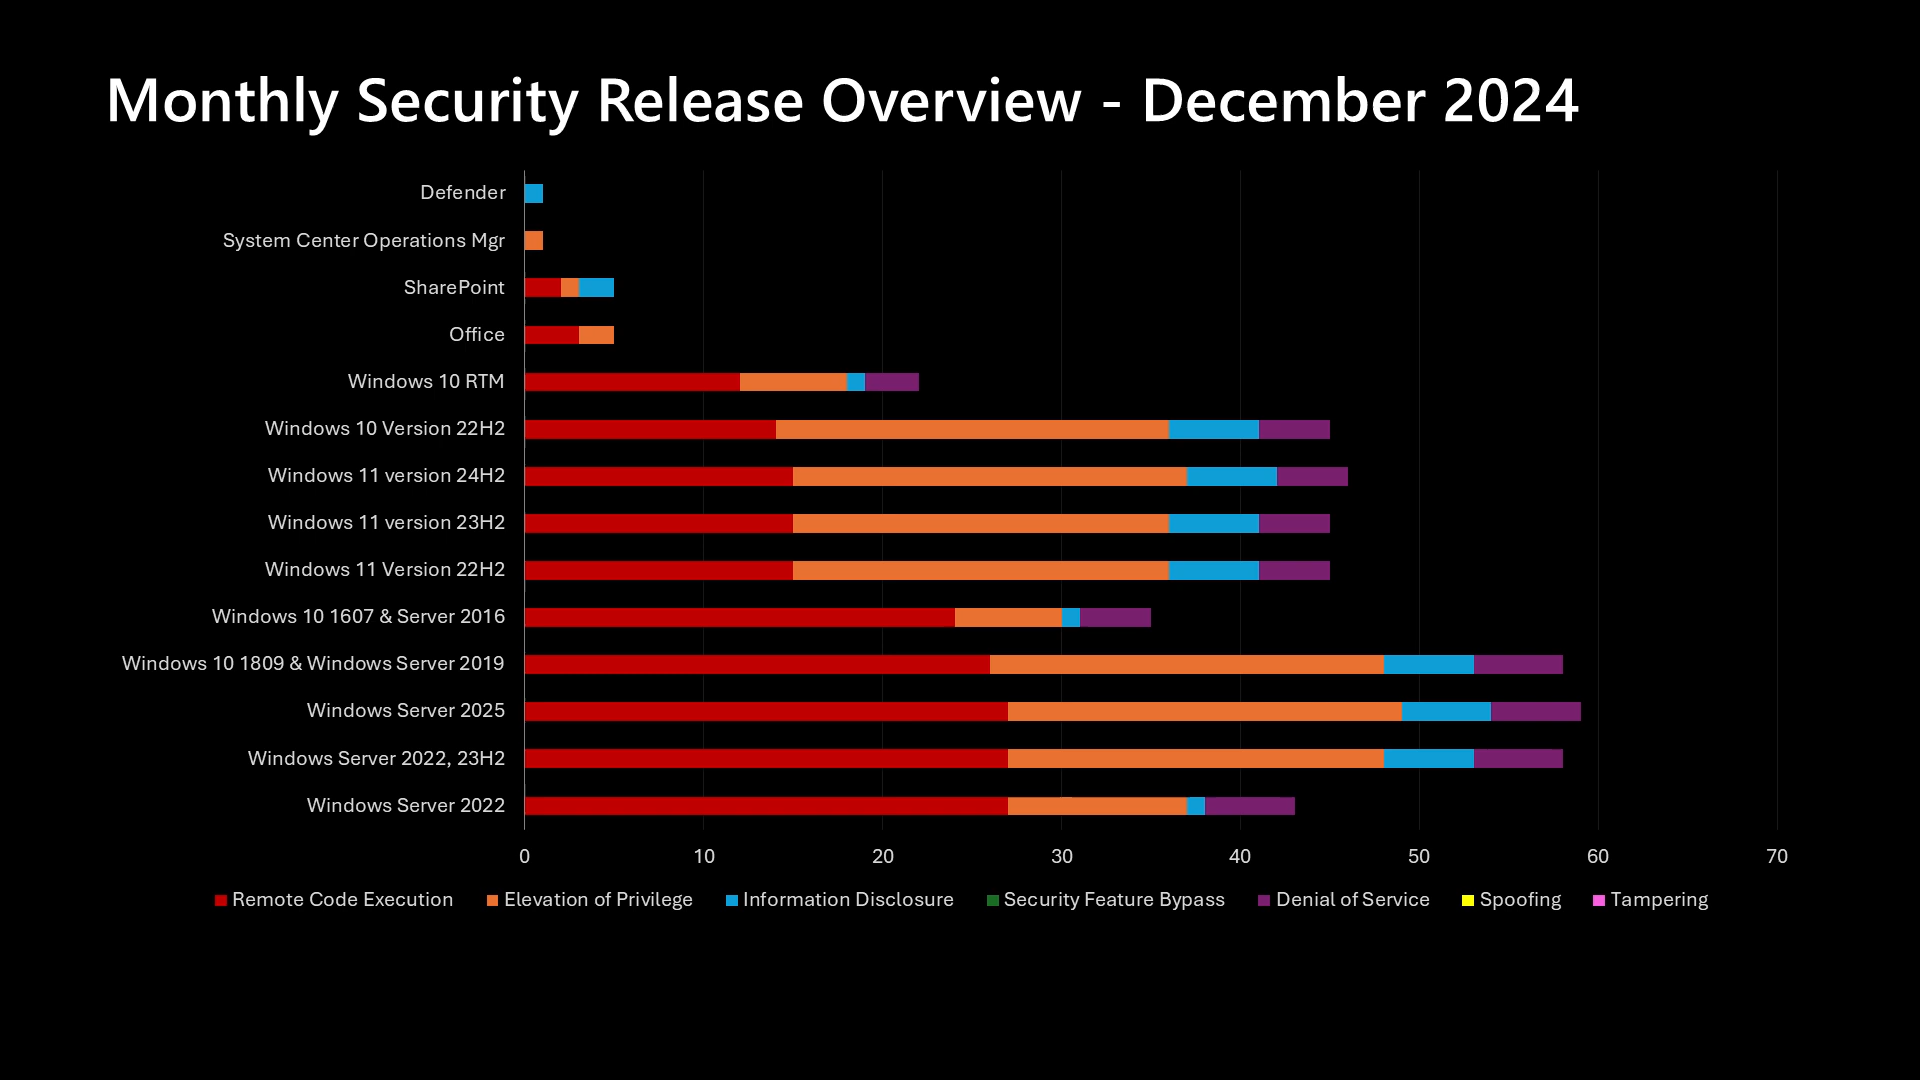 Monthly Security Release Overview - December 2024
Defender
System Center Operations Mgr
SharePoint
Office
Windows 10 RTM
Windows 10 Version 22H2
Windows 11 version 24H2
Windows 11 version 23H2
Windows 11 Version 22H2
Windows 10 1607 & Server 2016
Windows 10 1809 & Windows Server 2019
Windows Server 2025
Windows Server 2022, 23H2
Windows Server 2022
0 10 20 30 40 50 60 70
Remote Code Execution Elevation of Privilege Information Disclosure Security Feature Bypass Denial of Service Spoofing Tampering